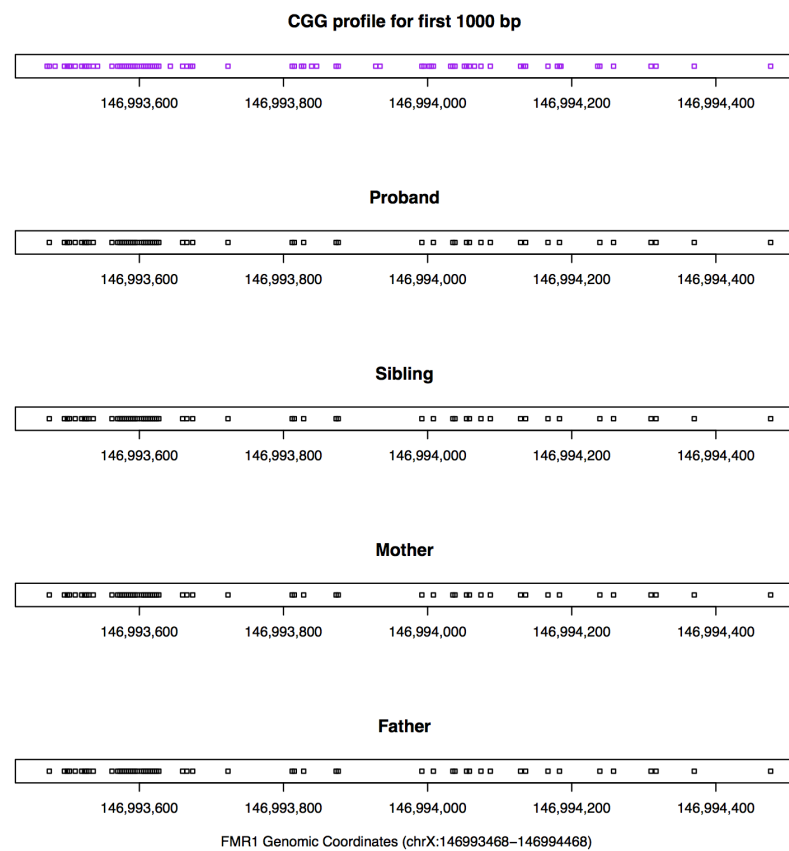 CGG profile for first 1000 bp
146,993,600 146,993,800 146,994,000 146,994,200 146,994,400
Proband
146,993,600 146,993,800 146,994,000 146,994,200 146,994,400
Sibling
146,993,600 146,993,800 146,994,000 146,994,200 146,994,400
Mother
146,993,600 146,993,800 146,994,000 146,994,200 146,994,400
Father
146,993,600 146,993,800 146,994,000 146,994,200 146,994,400
FMR1 Genomic Coordinates (chrX:146993468−146994468)